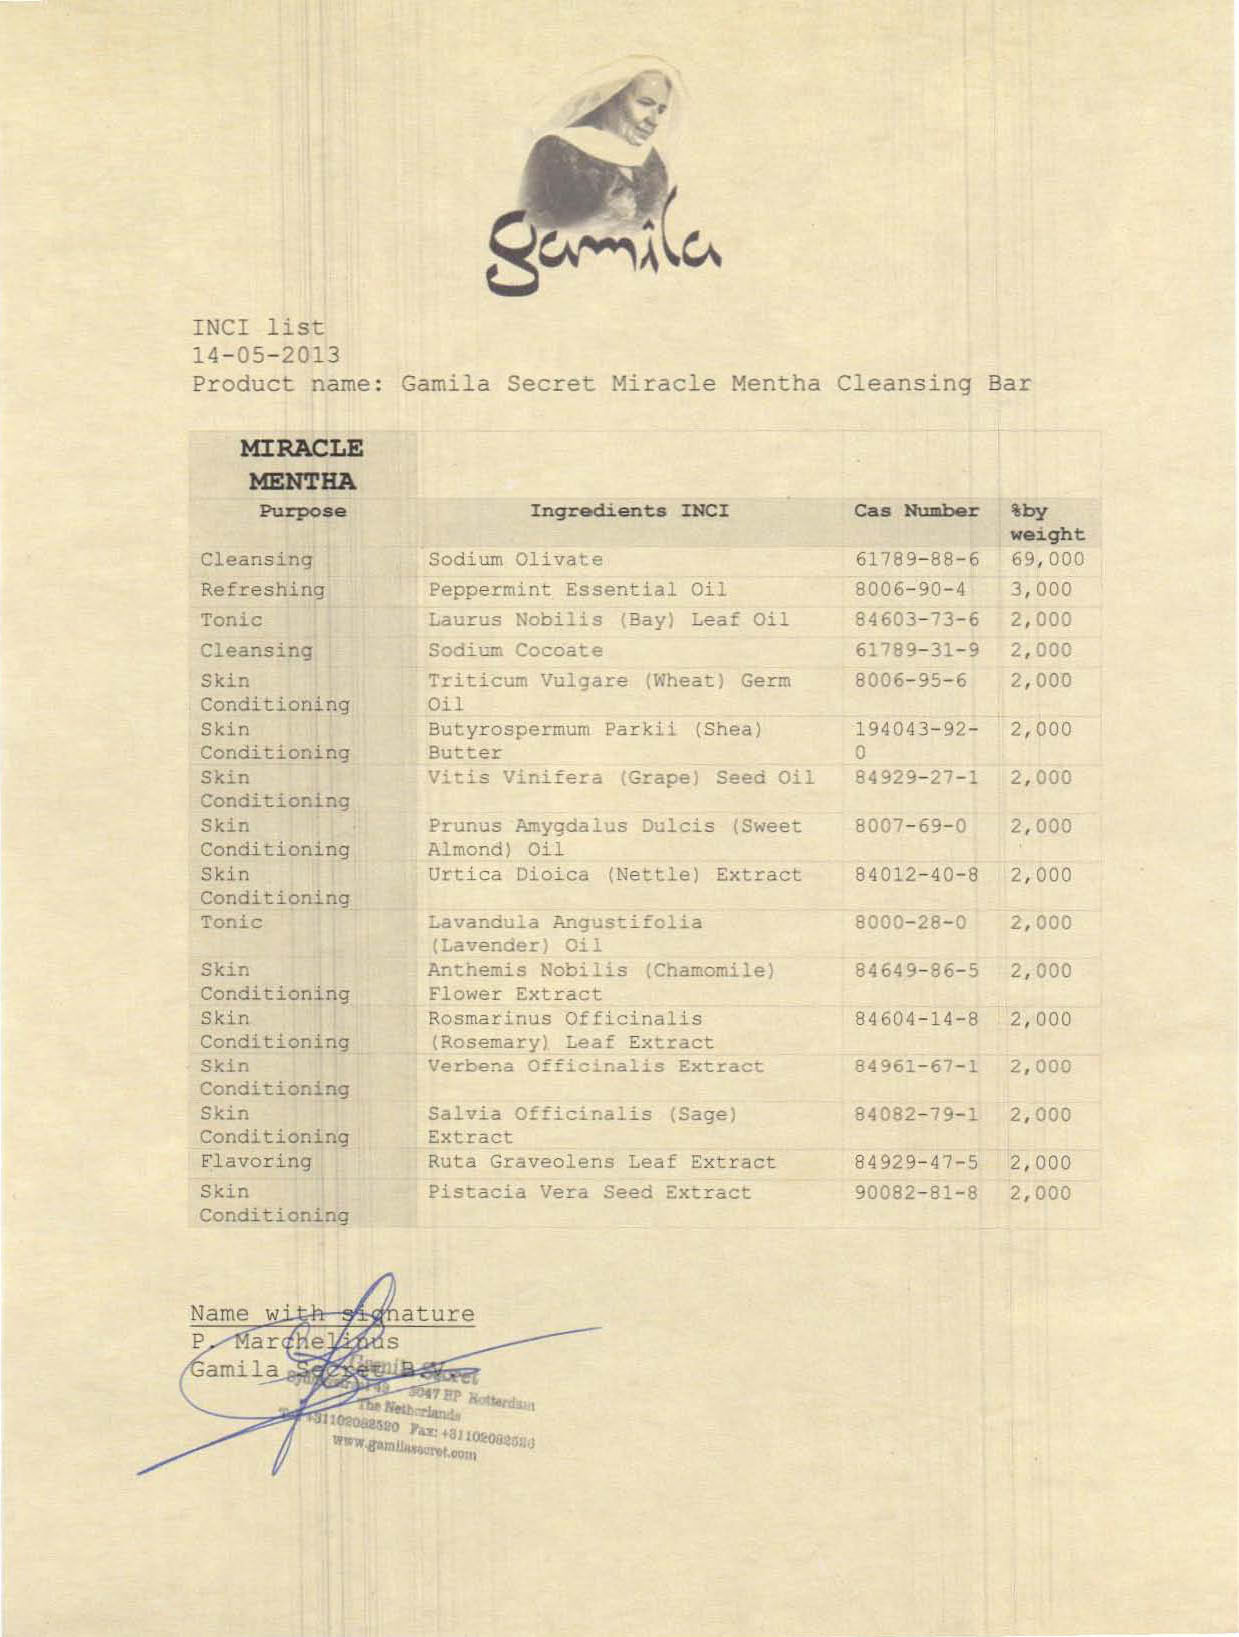 gamila
INCI list
14-05-2013
Product name: Gamila Secret Miracle Mentha Cleansing Bar
MIRACLE
MENTHA
Purpose Ingredients INCI Cas Number %by
weight
Cleansing Sodium Olivate 61789-88-6 69,000
Refreshing Peppermint Essential Oil 8006-90-4 3,000
Tonic Laurus Nobilis (Bay) Leaf Oil 84603-73-6 2,000
Cleansing Sodium Cocoate 61789-31-9 2,000
Skin Triticum Vulgare (Wheat) Germ 8006-95-6 2,000
Conditioning Oil
Skin Butyrospermum Parkii (Shea) 194043-92- 2,000
Conditioning Butter 0
Skin Vitis Vinifera (Grape) Seed Oil 84929-27-1 2,000
Conditioning
Skin Prunus Amygdalus Dulcis (Sweet 8007-69-0 2,000
Conditioning Almond) Oil
Skin Urtica Dioica (Nettle) Extract 84012-40-8 2,000
Conditioning
Tonic Lavandula Angustifolia 8000-28-0 2,000
(Lavender) Oil
Skin Anthemis Nobilis (Chamomile) 84649-86-5 2,000
Conditioning Flower Extract
Skin Rosmarinus Officinalis 84604-14-8 2,000
Conditioning (Rosemary) Leaf Extract
Skin Verbena Officinalis Extract 84961-67-1 2,000
Conditioning
Skin Salvia Officinalis (Sage) 84082-79-1 2,000
Conditioning Extract
Flavoring Ruta Graveolens Leaf Extract 84929-47-5 2,000
Skin Pistacia Vera Seed Extract 90082-81-8 2,000
Conditioning
Name with signature
P. Marchelinus
Gamila Secret B.V.
Gamila Secret
3047 BP Rotterdam
The Netherlands
+31102082520 Fax: +31102082526
www.gamilasecret.com